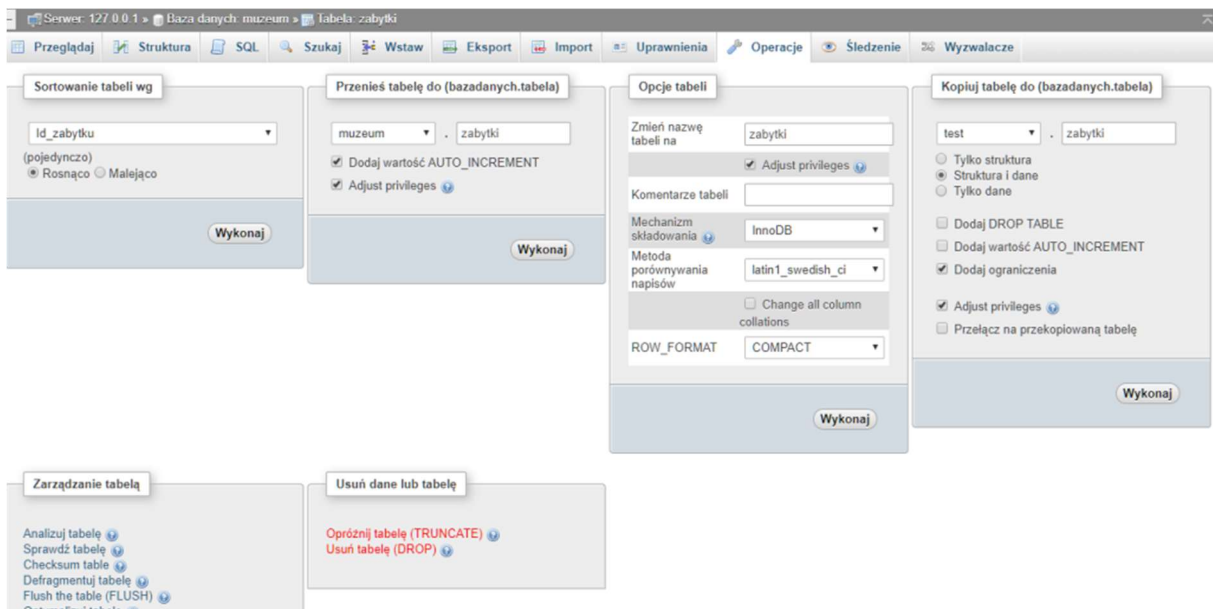 Serwer: 127.0.0.1 » Baza danych: muzeum » Tabela: zabytki
Przeglądaj Struktura SQL Szukaj Wstaw Eksport Import Uprawnienia Operacje Śledzenie Wyzwalacze
Sortowanie tabeli wg
Id_zabytku
(pojedynczo)
Rosnąco Malejąco
Wykonaj
Przenieś tabelę do (bazadanych.tabela)
muzeum . zabytki
Dodaj wartość AUTO_INCREMENT
Adjust privileges
Wykonaj
Opcje tabeli
Zmień nazwę
tabeli na
zabytki
Adjust privileges
Komentarze tabeli
Mechanizm
składowania
InnoDB
Metoda
porównywania
napisów
latin1_swedish_ci
Change all column
collations
ROW_FORMAT COMPACT
Wykonaj
Kopiuj tabelę do (bazadanych.tabela)
test . zabytki
Tylko struktura
Struktura i dane
Tylko dane
Dodaj DROP TABLE
Dodaj wartość AUTO_INCREMENT
Dodaj ograniczenia
Adjust privileges
Przełącz na przekopiowaną tabelę
Wykonaj
Zarządzanie tabelą
Analizuj tabelę
Sprawdź tabelę
Checksum table
Defragmentuj tabelę
Flush the table (FLUSH)
Usuń dane lub tabelę
Opróżnij tabelę (TRUNCATE)
Usuń tabelę (DROP)